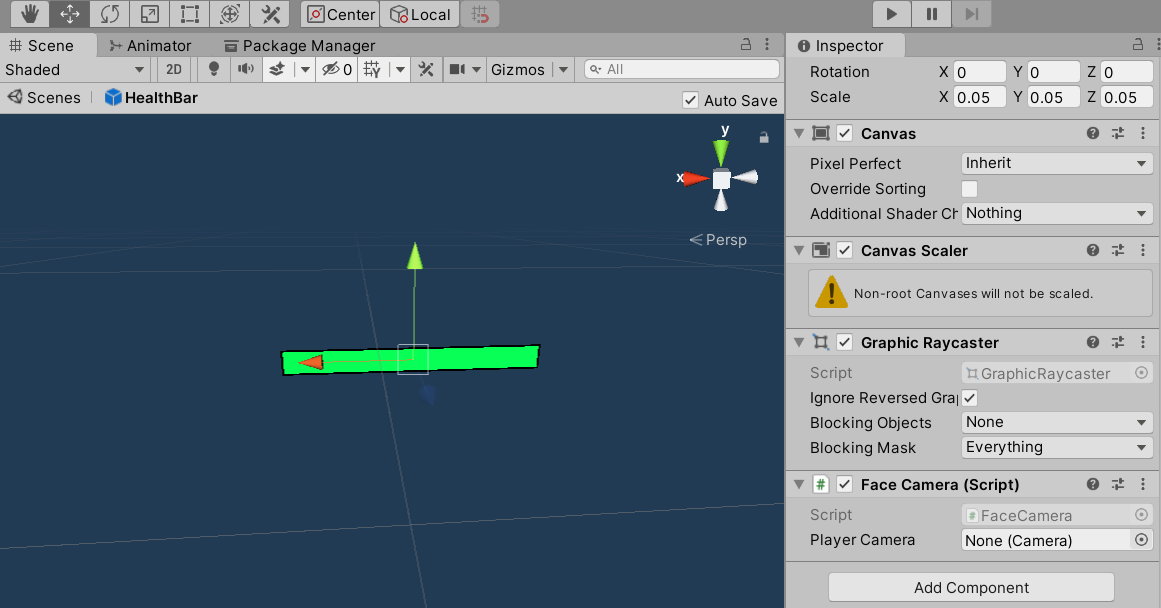 Center Local
Scene Animator Package Manager
Inspector
Shaded 2D 0 Gizmos All
Scenes HealthBar Auto Save
y
x
Persp
Rotation X 0 Y 0 Z 0
Scale X 0.05 Y 0.05 Z 0.05
Canvas
Pixel Perfect Inherit
Override Sorting
Additional Shader Ch Nothing
Canvas Scaler
Non-root Canvases will not be scaled.
Graphic Raycaster
Script GraphicRaycaster
Ignore Reversed Gra
Blocking Objects None
Blocking Mask Everything
# Face Camera (Script)
Script # FaceCamera
Player Camera None (Camera)
Add Component